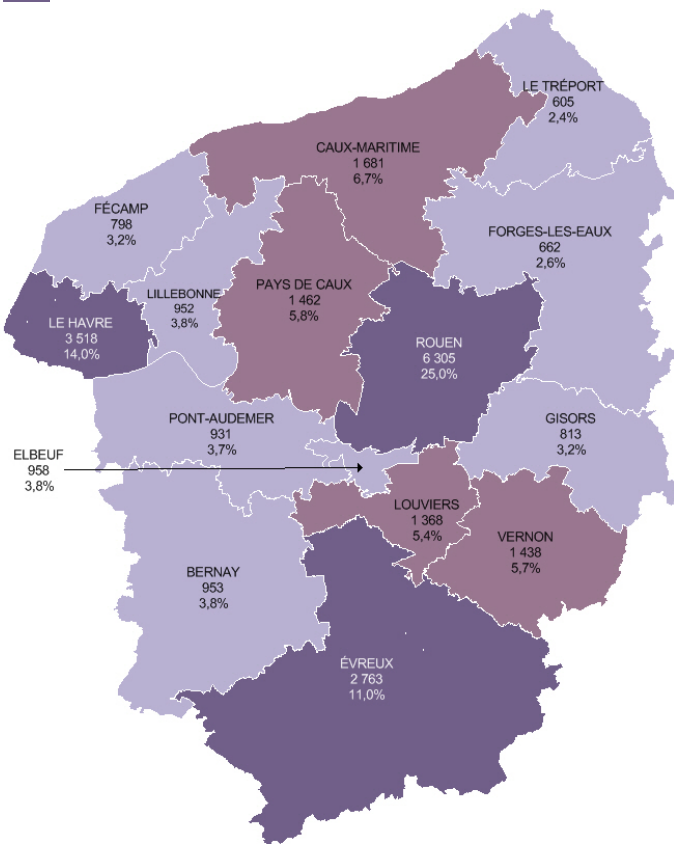 LE TRÉPORT
605
2,4%
CAUX-MARITIME
1 681
6,7%
FÉCAMP
798
3,2%
FORGES-LES-EAUX
662
2,6%
PAYS DE CAUX
1 462
5,8%
LILLEBONNE
952
3,8%
LE HAVRE
3 518
14,0%
ROUEN
6 305
25,0%
PONT-AUDEMER
931
3,7%
GISORS
813
3,2%
ELBEUF
958
3,8%
LOUVIERS
1 368
5,4%
VERNON
1 438
5,7%
BERNAY
953
3,8%
ÉVREUX
2 763
11,0%